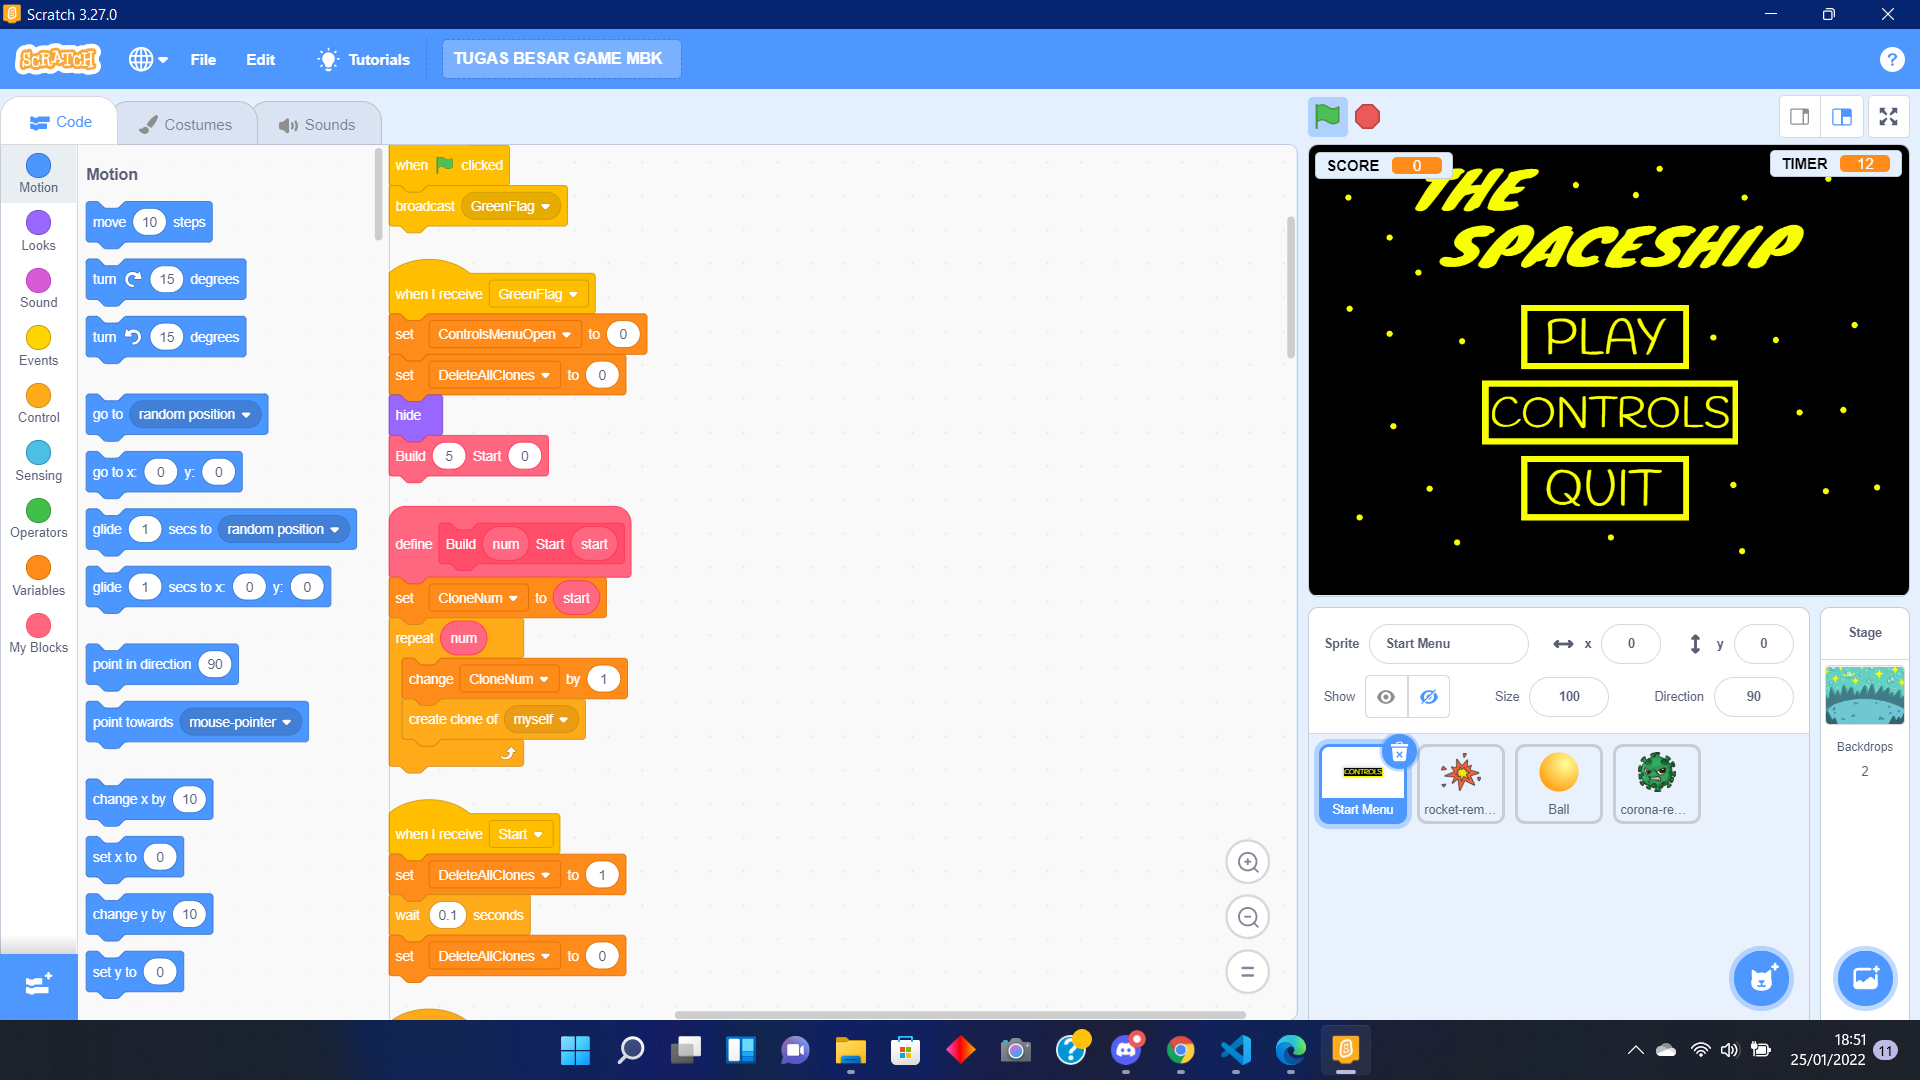 Scratch 3.27.0
SCRATCH
File
Edit
Tutorials
TUGAS BESAR GAME MBK
?
Code
Costumes
Sounds
Motion
Looks
Sound
Events
Control
Sensing
Operators
Variables
My Blocks
Motion
move 10 steps
turn 15 degrees
turn 15 degrees
go to random position
go to x: 0 y: 0
glide 1 secs to random position
glide 1 secs to x: 0 y: 0
point in direction 90
point towards mouse-pointer
change x by 10
set x to 0
change y by 10
set y to 0
when clicked
broadcast GreenFlag
when I receive GreenFlag
set ControlsMenuOpen to 0
set DeleteAllClones to 0
hide
Build 5 Start 0
define Build num Start start
set CloneNum to start
repeat num
change CloneNum by 1
create clone of myself
when I receive Start
set DeleteAllClones to 1
wait 0.1 seconds
set DeleteAllClones to 0
SCORE 0
TIMER 12
THE
SPACESHIP
PLAY
CONTROLS
QUIT
Sprite Start Menu x 0 y 0
Show Size 100 Direction 90
CONTROLS
Start Menu
rocket-rem...
Ball
corona-re...
Stage
Backdrops
2
18:51
25/01/2022
11